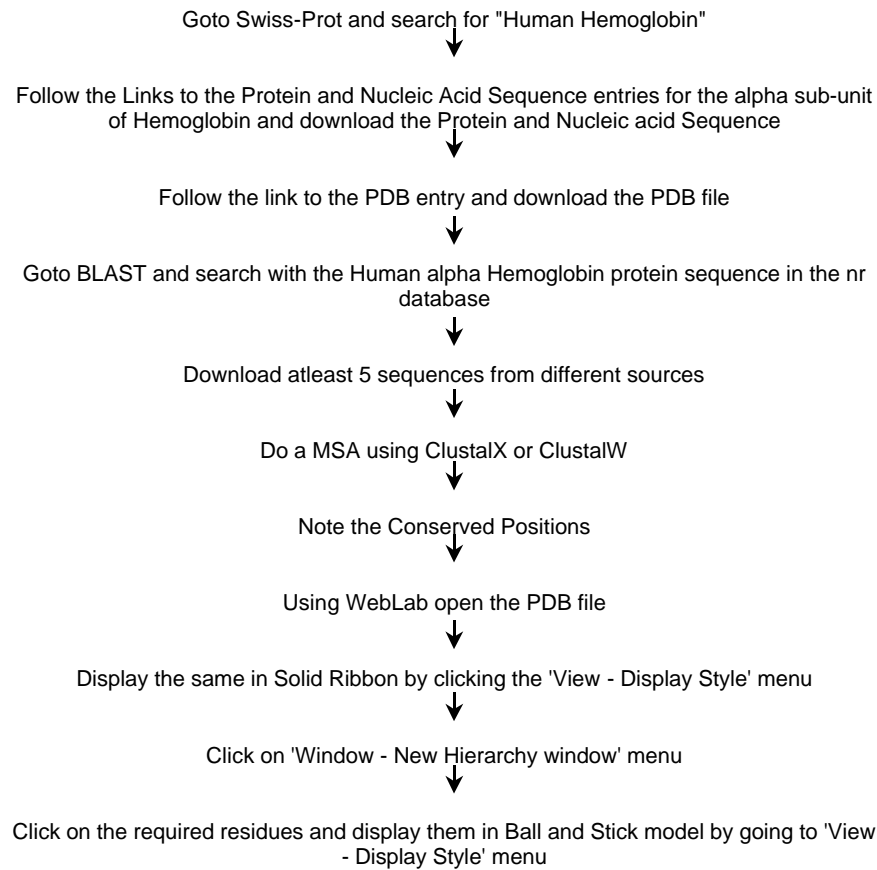 Goto Swiss-Prot and search for "Human Hemoglobin"
Follow the Links to the Protein and Nucleic Acid Sequence entries for the alpha sub-unit
of Hemoglobin and download the Protein and Nucleic acid Sequence
Follow the link to the PDB entry and download the PDB file
Goto BLAST and search with the Human alpha Hemoglobin protein sequence in the nr
database
Download atleast 5 sequences from different sources
Do a MSA using ClustalX or ClustalW
Note the Conserved Positions
Using WebLab open the PDB file
Display the same in Solid Ribbon by clicking the 'View - Display Style' menu
Click on 'Window - New Hierarchy window' menu
Click on the required residues and display them in Ball and Stick model by going to 'View
- Display Style' menu